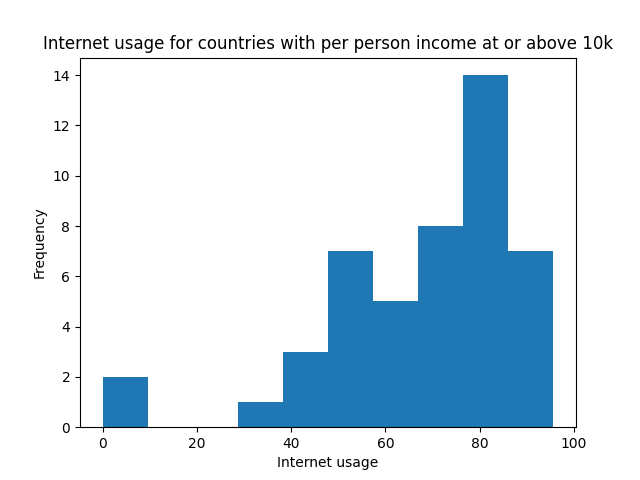 Internet usage for countries with per person income at or above 10k
14
12
10
8
6
4
2
0
Frequency
0 20 40 60 80 100
Internet usage